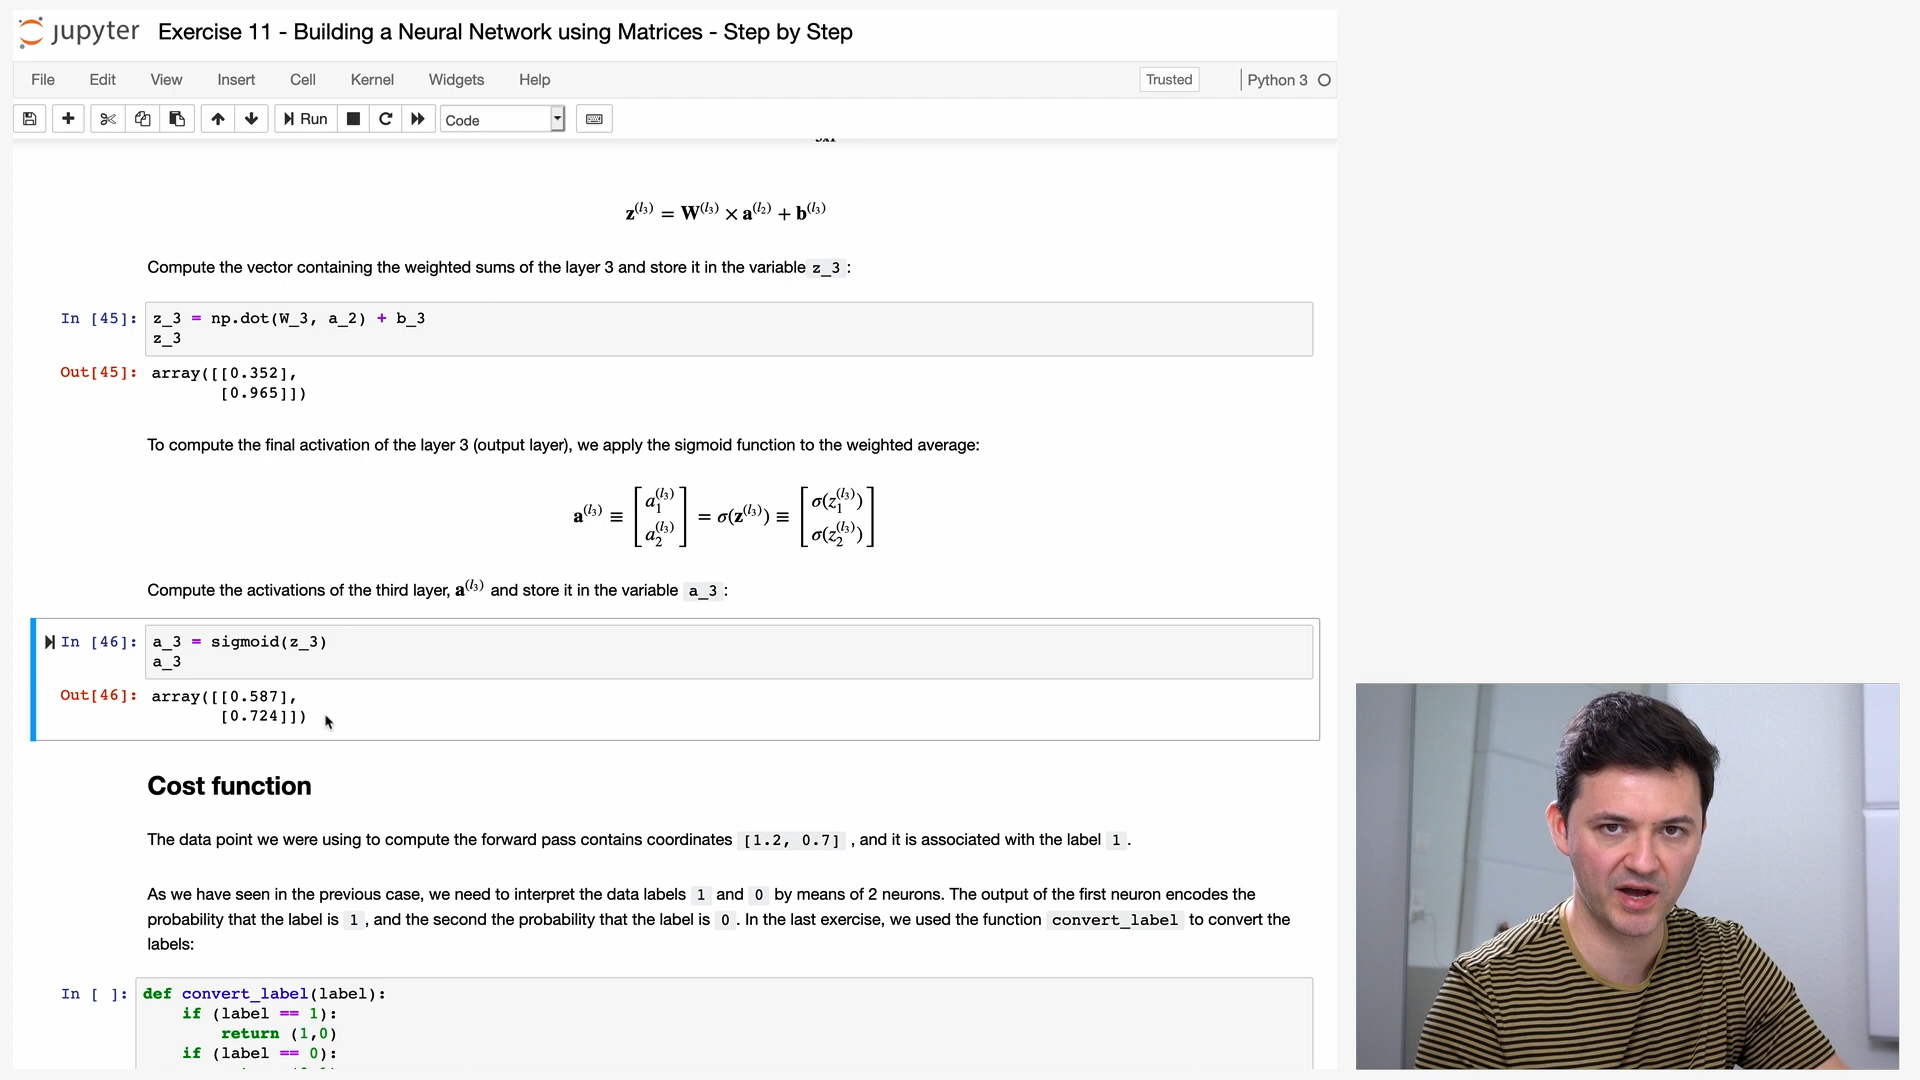 jupyter Exercise 11 - Building a Neural Network using Matrices - Step by Step
File Edit View Insert Cell Kernel Widgets Help Trusted Python 3
Run Code
z^(l₃) = W^(l₃) × a^(l₂) + b^(l₃)
Compute the vector containing the weighted sums of the layer 3 and store it in the variable z_3 :
In [45]: z_3 = np.dot(W_3, a_2) + b_3
z_3
Out[45]: array([[0.352],
[0.965]])
To compute the final activation of the layer 3 (output layer), we apply the sigmoid function to the weighted average:
a^(l₃) ≡ [a₁^(l₃) a₂^(l₃)] = σ(z^(l₃)) ≡ [σ(z₁^(l₃)) σ(z₂^(l₃))]
Compute the activations of the third layer, a^(l₃) and store it in the variable a_3 :
In [46]: a_3 = sigmoid(z_3)
a_3
Out[46]: array([[0.587],
[0.724]])
Cost function
The data point we were using to compute the forward pass contains coordinates [1.2, 0.7] , and it is associated with the label 1 .
As we have seen in the previous case, we need to interpret the data labels 1 and 0 by means of 2 neurons. The output of the first neuron encodes the
probability that the label is 1 , and the second the probability that the label is 0 . In the last exercise, we used the function convert_label to convert the
labels:
In [ ]: def convert_label(label):
if (label == 1):
return (1,0)
if (label == 0):